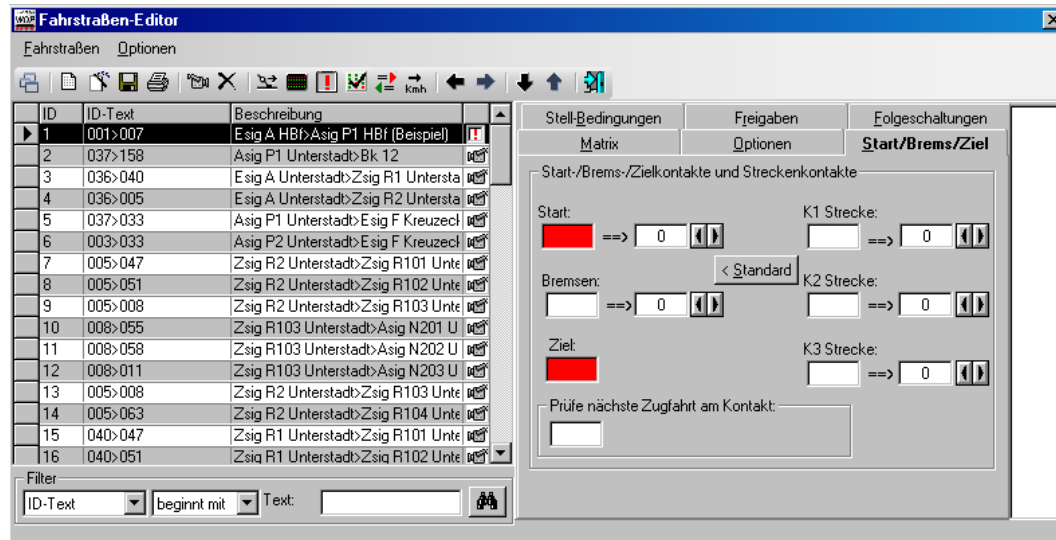 Fahrstraßen-Editor
Fahrstraßen Optionen
kmh
ID ID-Text Beschreibung
1 001>007 Esig A HBf>Asig P1 HBf (Beispiel)
2 037>158 Asig P1 Unterstadt>Bk 12
3 036>040 Esig A Unterstadt>Zsig R1 Untersta
4 036>005 Esig A Unterstadt>Zsig R2 Untersta
5 037>033 Asig P1 Unterstadt>Esig F Kreuzeck
6 003>033 Asig P2 Unterstadt>Esig F Kreuzeck
7 005>047 Zsig R2 Unterstadt>Zsig R101 Unte
8 005>051 Zsig R2 Unterstadt>Zsig R102 Unte
9 005>008 Zsig R2 Unterstadt>Zsig R103 Unte
10 008>055 Zsig R103 Unterstadt>Asig N201 U
11 008>058 Zsig R103 Unterstadt>Asig N202 U
12 008>011 Zsig R103 Unterstadt>Asig N203 U
13 005>008 Zsig R2 Unterstadt>Zsig R103 Unte
14 005>063 Zsig R2 Unterstadt>Zsig R104 Unte
15 040>047 Zsig R1 Unterstadt>Zsig R101 Unte
16 040>051 Zsig R1 Unterstadt>Zsig R102 Unte
Filter
ID-Text beginnt mit Text:
Stell-Bedingungen Freigaben Folgeschaltungen
Matrix Optionen Start/Brems/Ziel
Start-/Brems-/Zielkontakte und Streckenkontakte
Start: K1 Strecke:
==> 0 ==> 0
< Standard
Bremsen: K2 Strecke:
==> 0 ==> 0
Ziel: K3 Strecke:
==> 0
Prüfe nächste Zugfahrt am Kontakt: